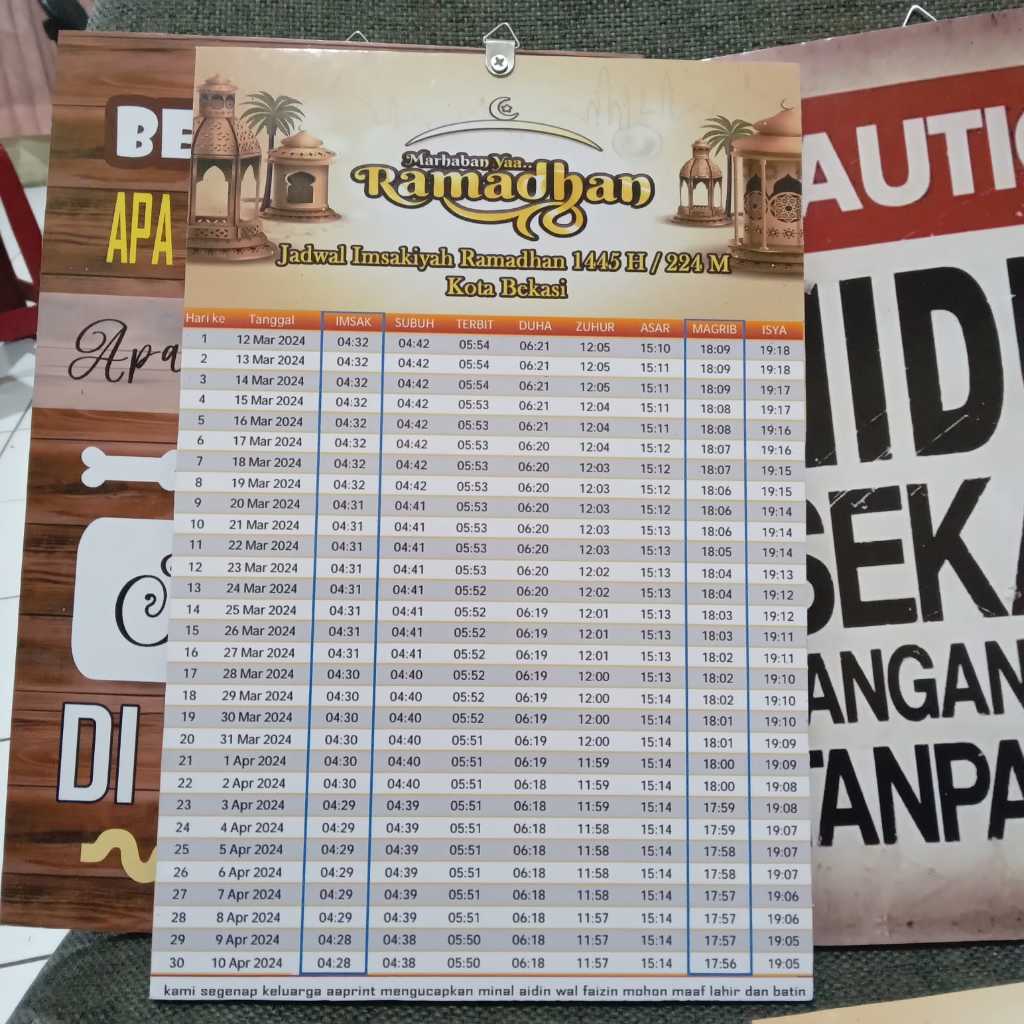 Marhaban Yaa..
Ramadhan
Jadwal Imsakiyah Ramadhan 1445 H / 224 M
Kota Bekasi
Hari ke Tanggal IMSAK SUBUH TERBIT DUHA ZUHUR ASAR MAGRIB ISYA
1 12 Mar 2024 04:32 04:42 05:54 06:21 12:05 15:10 18:09 19:18
2 13 Mar 2024 04:32 04:42 05:54 06:21 12:05 15:11 18:09 19:18
3 14 Mar 2024 04:32 04:42 05:54 06:21 12:05 15:11 18:09 19:17
4 15 Mar 2024 04:32 04:42 05:53 06:21 12:04 15:11 18:08 19:17
5 16 Mar 2024 04:32 04:42 05:53 06:21 12:04 15:11 18:08 19:16
6 17 Mar 2024 04:32 04:42 05:53 06:20 12:04 15:12 18:07 19:16
7 18 Mar 2024 04:32 04:42 05:53 06:20 12:03 15:12 18:07 19:15
8 19 Mar 2024 04:32 04:42 05:53 06:20 12:03 15:12 18:06 19:15
9 20 Mar 2024 04:31 04:41 05:53 06:20 12:03 15:12 18:06 19:14
10 21 Mar 2024 04:31 04:41 05:53 06:20 12:03 15:13 18:06 19:14
11 22 Mar 2024 04:31 04:41 05:53 06:20 12:03 15:13 18:05 19:14
12 23 Mar 2024 04:31 04:41 05:53 06:20 12:02 15:13 18:04 19:13
13 24 Mar 2024 04:31 04:41 05:52 06:20 12:02 15:13 18:04 19:12
14 25 Mar 2024 04:31 04:41 05:52 06:19 12:01 15:13 18:03 19:12
15 26 Mar 2024 04:31 04:41 05:52 06:19 12:01 15:13 18:03 19:11
16 27 Mar 2024 04:31 04:41 05:52 06:19 12:01 15:13 18:02 19:11
17 28 Mar 2024 04:30 04:40 05:52 06:19 12:00 15:13 18:02 19:10
18 29 Mar 2024 04:30 04:40 05:52 06:19 12:00 15:14 18:02 19:10
19 30 Mar 2024 04:30 04:40 05:52 06:19 12:00 15:14 18:01 19:10
20 31 Mar 2024 04:30 04:40 05:51 06:19 12:00 15:14 18:01 19:09
21 1 Apr 2024 04:30 04:40 05:51 06:19 11:59 15:14 18:00 19:09
22 2 Apr 2024 04:30 04:40 05:51 06:18 11:59 15:14 18:00 19:08
23 3 Apr 2024 04:29 04:39 05:51 06:18 11:59 15:14 17:59 19:08
24 4 Apr 2024 04:29 04:39 05:51 06:18 11:58 15:14 17:59 19:07
25 5 Apr 2024 04:29 04:39 05:51 06:18 11:58 15:14 17:58 19:07
26 6 Apr 2024 04:29 04:39 05:51 06:18 11:58 15:14 17:58 19:07
27 7 Apr 2024 04:29 04:39 05:51 06:18 11:58 15:14 17:57 19:06
28 8 Apr 2024 04:29 04:39 05:51 06:18 11:57 15:14 17:57 19:06
29 9 Apr 2024 04:28 04:38 05:50 06:18 11:57 15:14 17:57 19:05
30 10 Apr 2024 04:28 04:38 05:50 06:18 11:57 15:14 17:56 19:05
kami segenap keluarga aaprint mengucapkan minal aidin wal faizin mohon maaf lahir dan batin
BE
APA
Apa
DI
AUTIO
IID
SEKA
ANGAN
TANPA